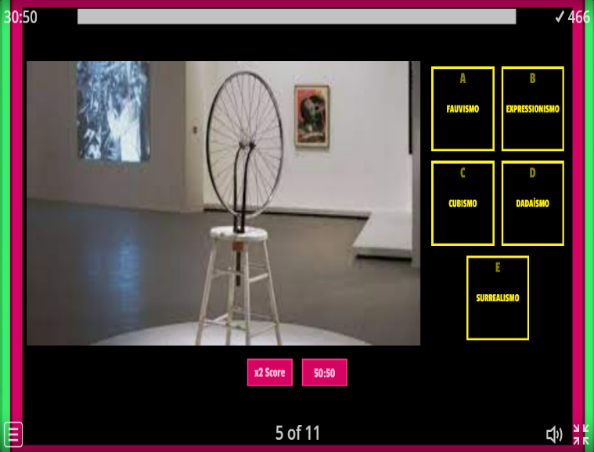 30:50
✓ 466
A
FAUVISMO
B
EXPRESSIONISMO
C
CUBISMO
D
DADAÍSMO
E
SURREALISMO
x2 Score
50:50
5 of 11